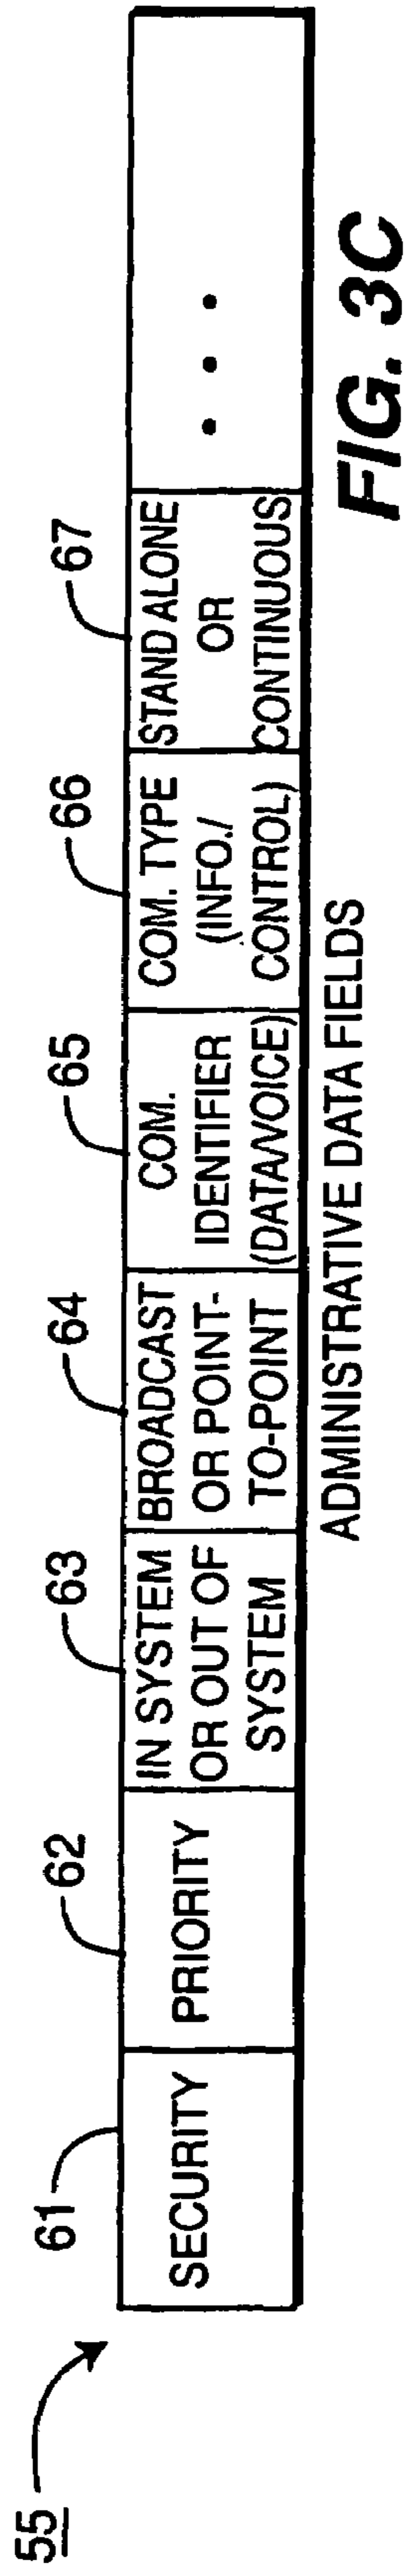 55
61
62
63
64
65
66
67
SECURITY
PRIORITY
IN SYSTEM
OR OUT OF
SYSTEM
BROADCAST
OR POINT-
TO-POINT
COM.
IDENTIFIER
(DATA/VOICE)
COM. TYPE
(INFO./
CONTROL)
STAND ALONE
OR
CONTINUOUS
• • •
ADMINISTRATIVE DATA FIELDS
FIG. 3C